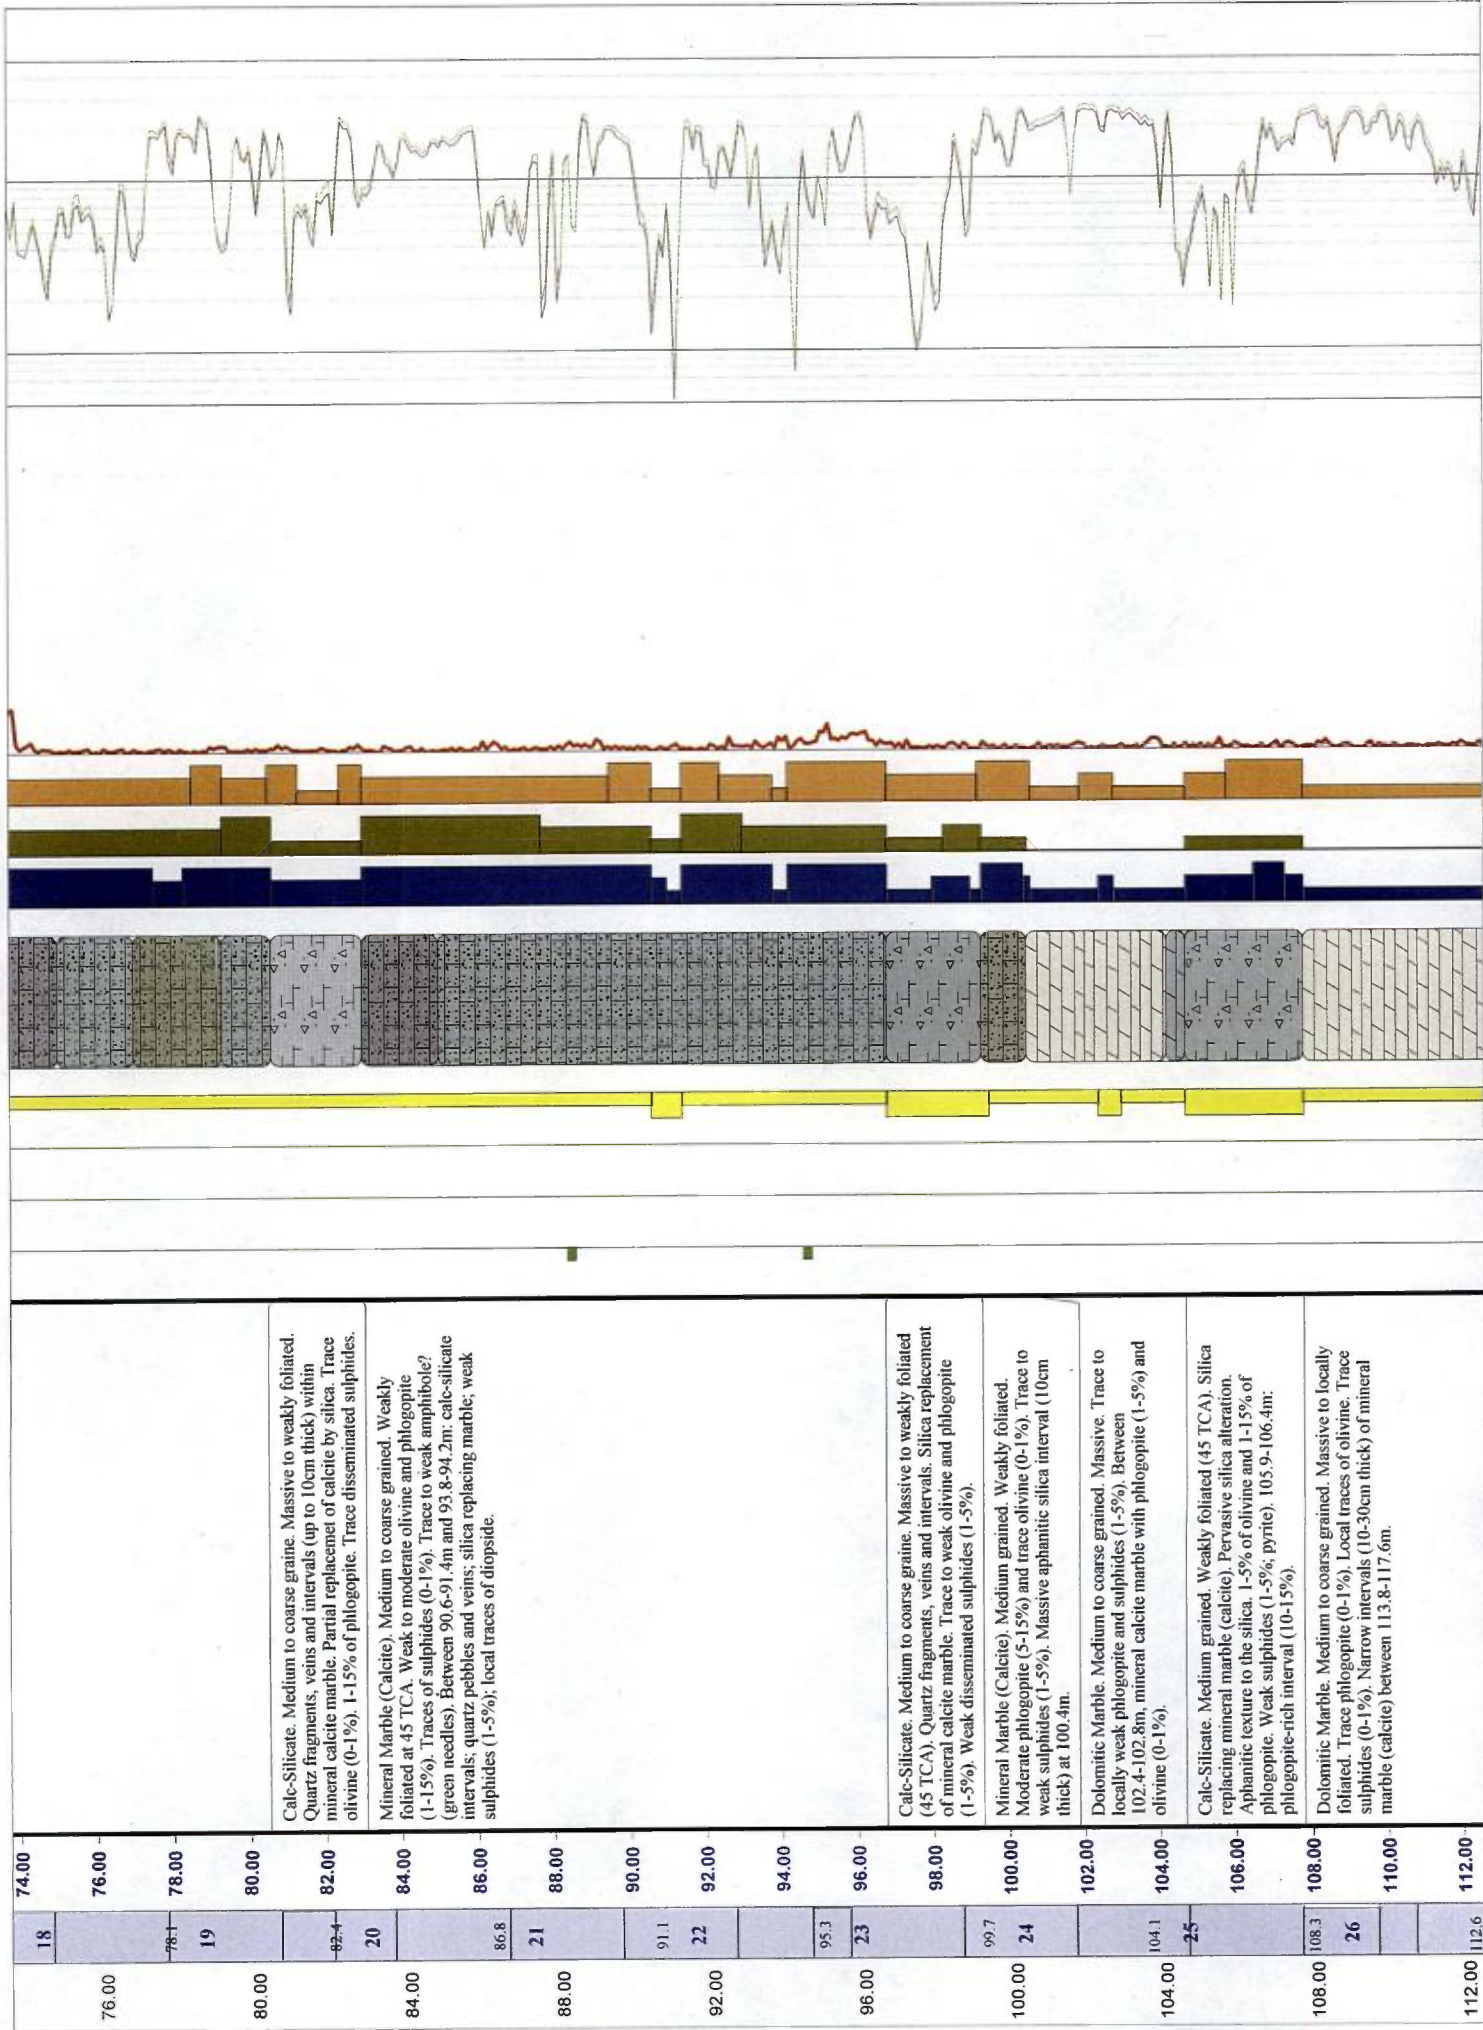 Calc-Silicate. Medium to coarse graine. Massive to weakly foliated.
Quartz fragments, veins and intervals (up to 10cm thick) within
mineral calcite marble. Partial replacemet of calcite by silica. Trace
olivine (0-1%). 1-15% of phlogopite. Trace disseminated sulphides.
Mineral Marble (Calcite). Medium to coarse grained. Weakly
foliated at 45 TCA. Weak to moderate olivine and phlogopite
(1-15%). Traces of sulphides (0-1%). Trace to weak amphibole?
(green needles). Between 90.6-91.4m and 93.8-94.2m: calc-silicate
intervals; quartz pebbles and veins; silica replacing marble; weak
sulphides (1-5%); local traces of diopside.
Calc-Silicate. Medium to coarse graine. Massive to weakly foliated
(45 TCA). Quartz fragments, veins and intervals. Silica replacement
of mineral calcite marble. Trace to weak olivine and phlogopite
(1-5%). Weak disseminated sulphides (1-5%).
Mineral Marble (Calcite). Medium grained. Weakly foliated.
Moderate phlogopite (5-15%) and trace olivine (0-1%). Trace to
weak sulphides (1-5%). Massive aphanitic silica interval (10cm
thick) at 100.4m.
Dolomitic Marble. Medium to coarse grained. Massive. Trace to
locally weak phlogopite and sulphides (1-5%). Between
102.4-102.8m, mineral calcite marble with phlogopite (1-5%) and
olivine (0-1%).
Calc-Silicate. Medium grained. Weakly foliated (45 TCA). Silica
replacing mineral marble (calcite). Pervasive silica alteration.
Aphanitic texture to the silica. 1-5% of olivine and 1-15% of
phlogopite. Weak sulphides (1-5%; pyrite). 105.9-106.4m:
phlogopite-rich interval (10-15%).
Dolomitic Marble. Medium to coarse grained. Massive to locally
foliated. Trace phlogopite (0-1%). Local traces of olivine. Trace
sulphides (0-1%). Narrow intervals (10-30cm thick) of mineral
marble (calcite) between 113.8-117.6m.
74.00 76.00 78.00 80.00 82.00 84.00 86.00 88.00 90.00 92.00 94.00 96.00 98.00 100.00 102.00 104.00 106.00 108.00 110.00 112.00
18 78.1 19 82.4 20 86.8 21 91.1 22 95.3 23 99.7 24 104.1 25 108.3 26 112.6
76.00 80.00 84.00 88.00 92.00 96.00 100.00 104.00 108.00 112.00